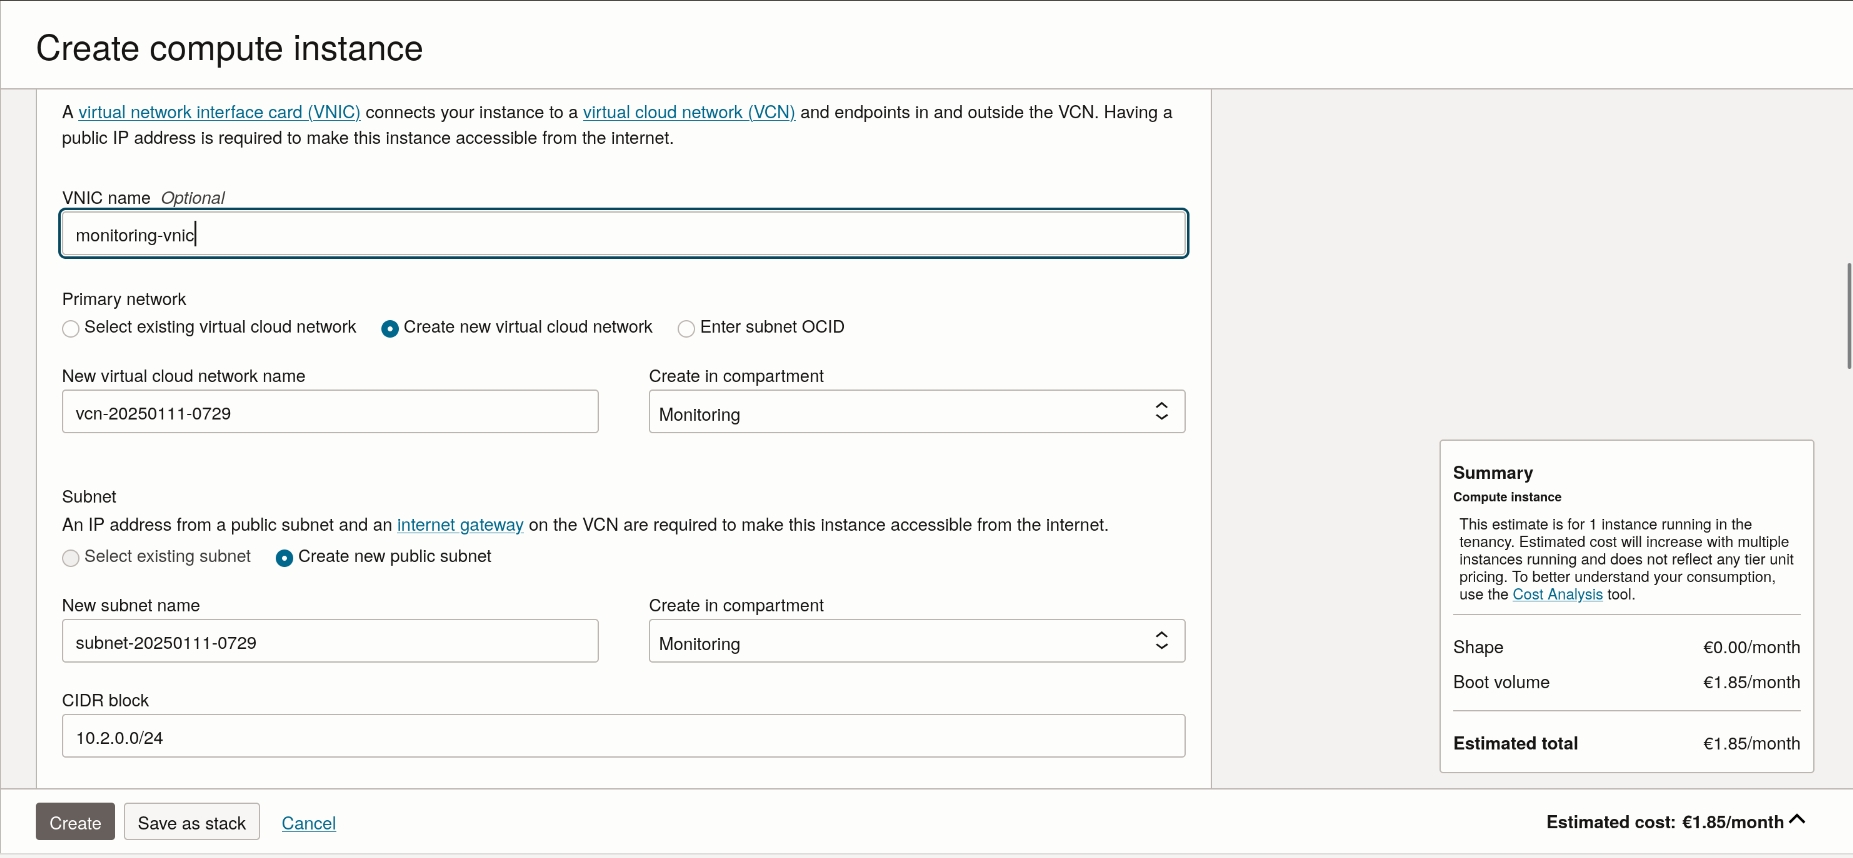 Create compute instance
A virtual network interface card (VNIC) connects your instance to a virtual cloud network (VCN) and endpoints in and outside the VCN. Having a
public IP address is required to make this instance accessible from the internet.
VNIC name Optional
monitoring-vnic
Primary network
Select existing virtual cloud network Create new virtual cloud network Enter subnet OCID
New virtual cloud network name Create in compartment
vcn-20250111-0729 Monitoring
Subnet
An IP address from a public subnet and an internet gateway on the VCN are required to make this instance accessible from the internet.
Select existing subnet Create new public subnet
New subnet name Create in compartment
subnet-20250111-0729 Monitoring
CIDR block
10.2.0.0/24
Summary
Compute instance
This estimate is for 1 instance running in the
tenancy. Estimated cost will increase with multiple
instances running and does not reflect any tier unit
pricing. To better understand your consumption,
use the Cost Analysis tool.
Shape €0.00/month
Boot volume €1.85/month
Estimated total €1.85/month
Create Save as stack Cancel
Estimated cost: €1.85/month